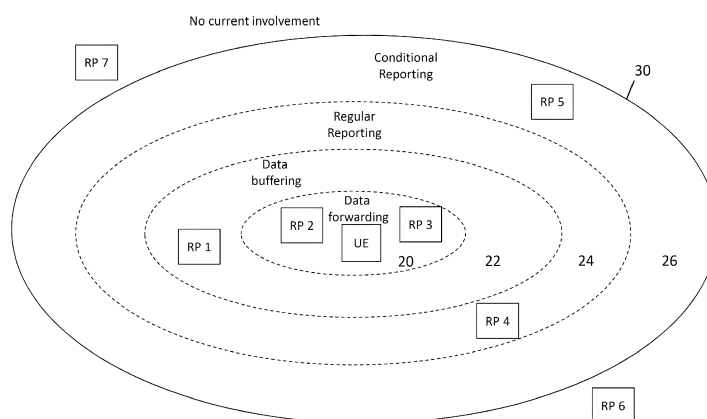 No current involvement
RP 7
Conditional
Reporting
30
RP 5
Regular
Reporting
Data
buffering
Data
forwarding
RP 2
RP 3
UE
RP 1
20
22
24
26
RP 4
RP 6